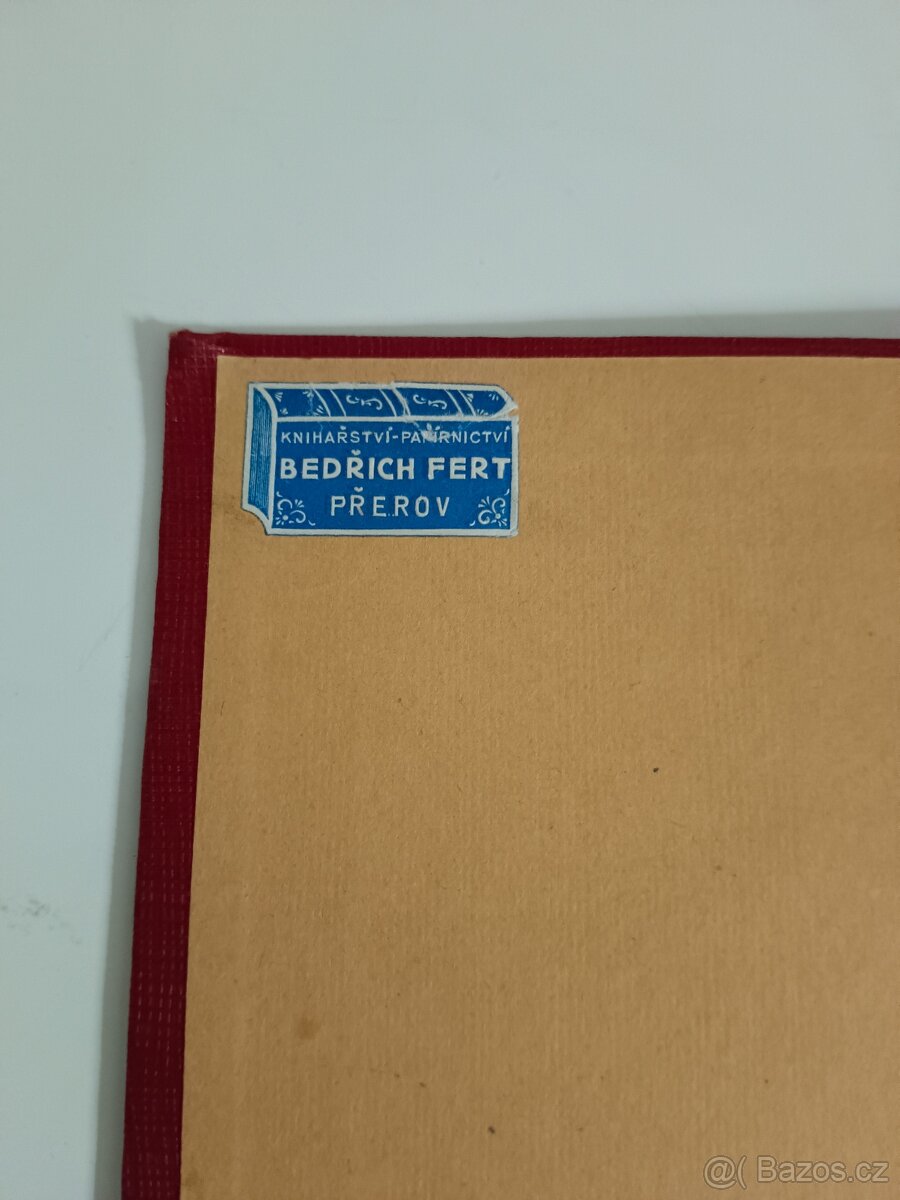 KNIHAŘSTVÍ-PAPÍRNICTVÍ
BEDŘICH FERT
PŘEROV
@( Bazos.cz